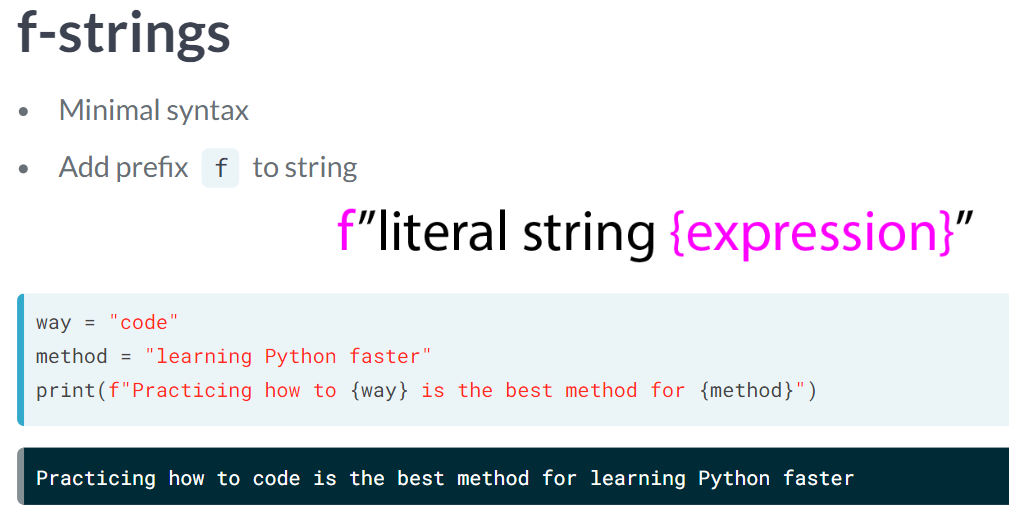 f-strings
• Minimal syntax
• Add prefix f to string
f”literal string {expression}”
way = "code"
method = "learning Python faster"
print(f"Practicing how to {way} is the best method for {method}")
Practicing how to code is the best method for learning Python faster